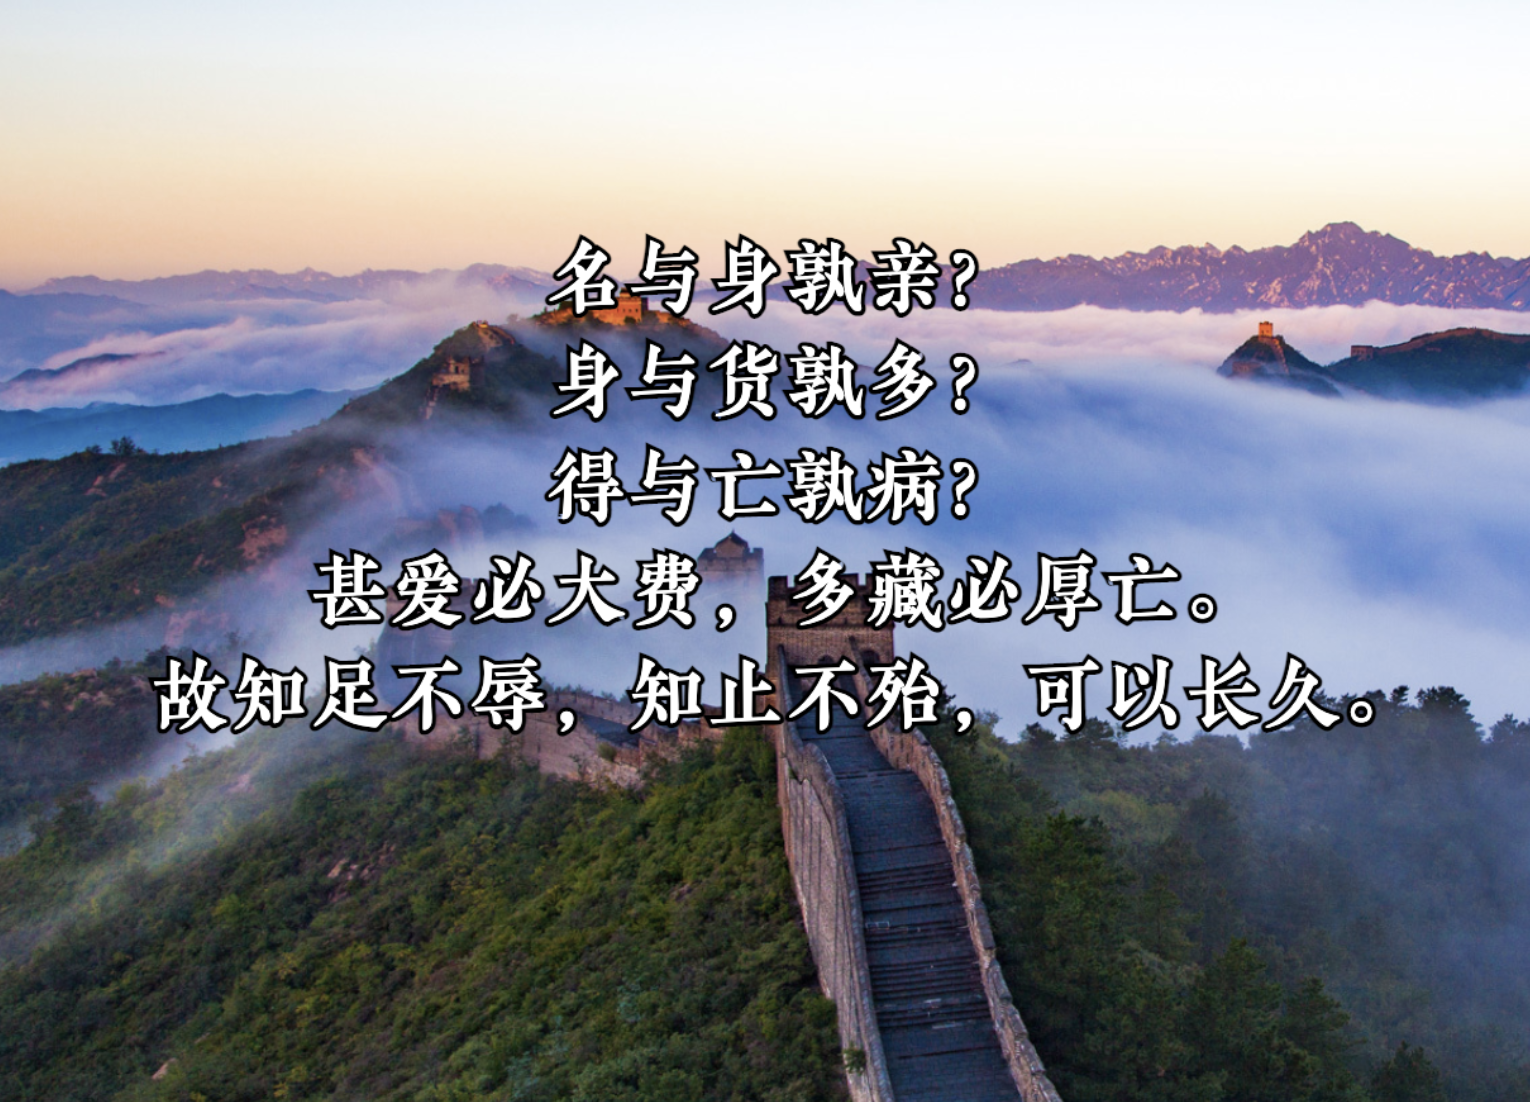 名与身孰亲？
身与货孰多？
得与亡孰病？
甚爱必大费，多藏必厚亡。
故知足不辱，知止不殆，可以长久。